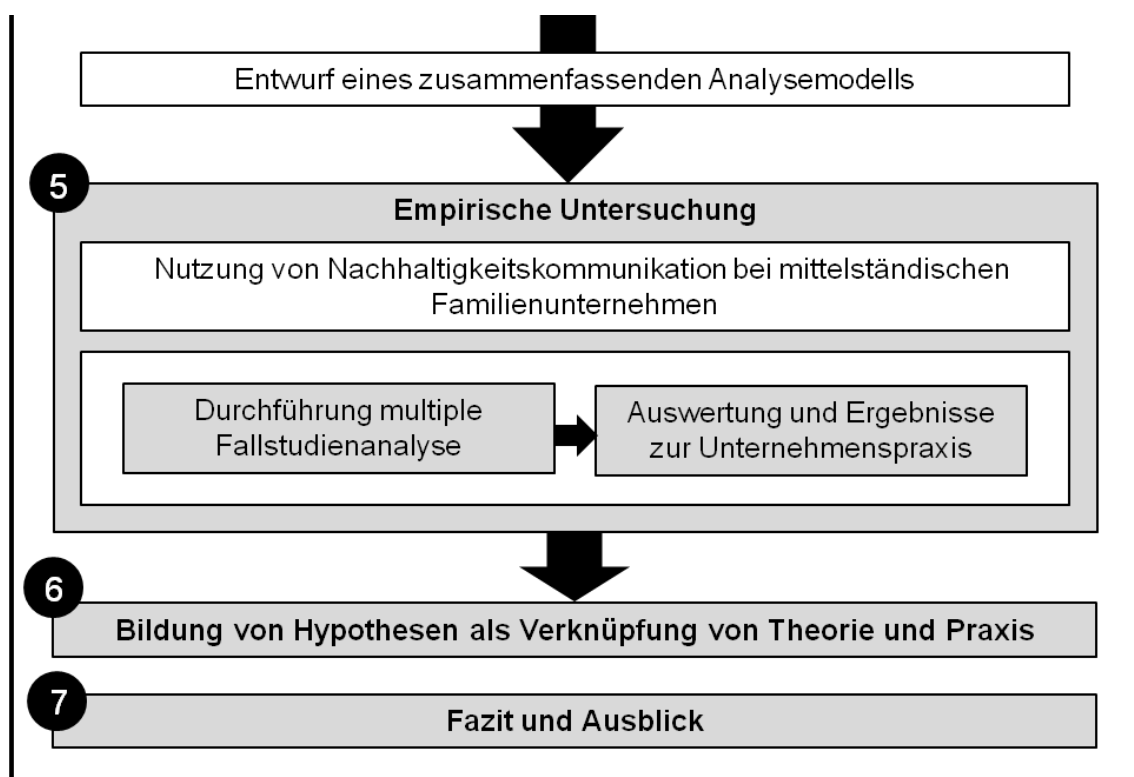 Entwurf eines zusammenfassenden Analysemodells
5
Empirische Untersuchung
Nutzung von Nachhaltigkeitskommunikation bei mittelständischen
Familienunternehmen
Durchführung multiple
Fallstudienanalyse
Auswertung und Ergebnisse
zur Unternehmenspraxis
6
Bildung von Hypothesen als Verknüpfung von Theorie und Praxis
7
Fazit und Ausblick